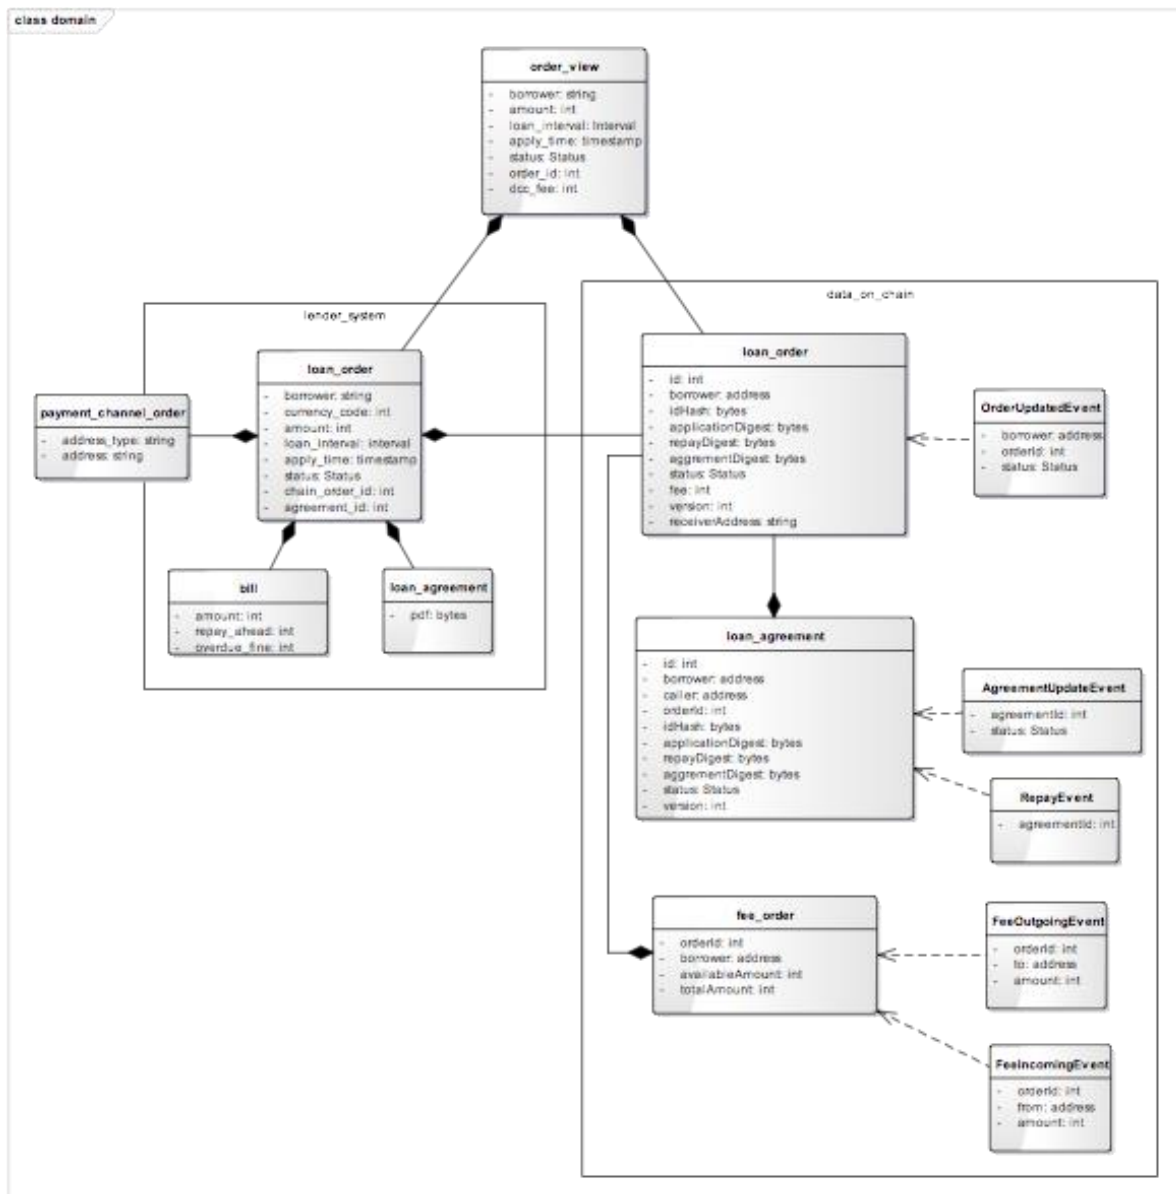 class domain
order_view
- borrower: string
- amount: int
- loan_interval: Interval
- apply_time: timestamp
- status: Status
- order_id: int
- dcc_fee: int
lender_system
loan_order
- borrower: string
- currency_code: int
- amount: int
- loan_interval: interval
- apply_time: timestamp
- status: Status
- chain_order_id: int
- agreement_id: int
payment_channel_order
- address_type: string
- address: string
bill
- amount: int
- repay_ahead: int
- overdue_fine: int
loan_agreement
- pdf: bytes
data_on_chain
loan_order
- id: int
- borrower: address
- idHash: bytes
- applicationDigest: bytes
- repayDigest: bytes
- aggrementDigest: bytes
- status: Status
- fee: int
- version: int
- receiverAddress: string
OrderUpdatedEvent
- borrower: address
- orderId: int
- status: Status
loan_agreement
- id: int
- borrower: address
- caller: address
- orderId: int
- idHash: bytes
- applicationDigest: bytes
- repayDigest: bytes
- aggrementDigest: bytes
- status: Status
- version: int
AgreementUpdateEvent
- agreementId: int
- status: Status
RepayEvent
- agreementId: int
fee_order
- orderId: int
- borrower: address
- availableAmount: int
- totalAmount: int
FeeOutgoingEvent
- orderId: int
- to: address
- amount: int
FeeIncomingEvent
- orderId: int
- from: address
- amount: int